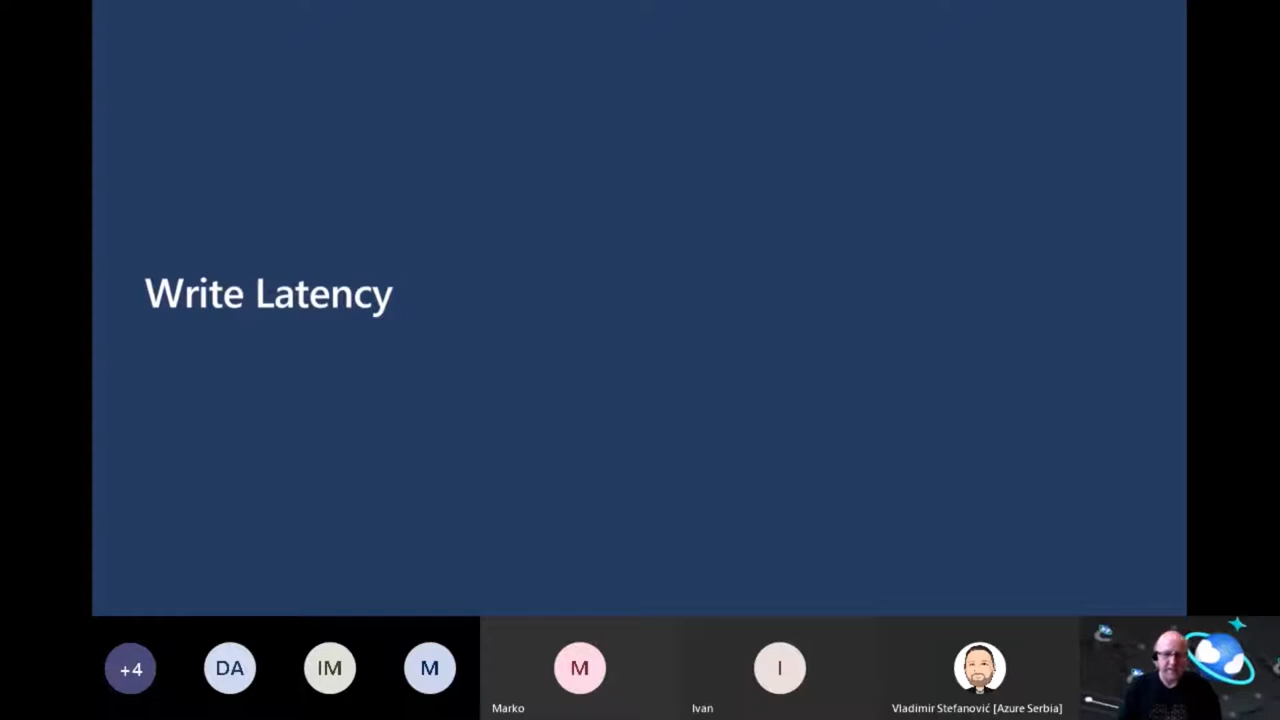 Write Latency
+4
DA
IM
M
M
I
Marko
Ivan
Vladimir Stefanović [Azure Serbia]